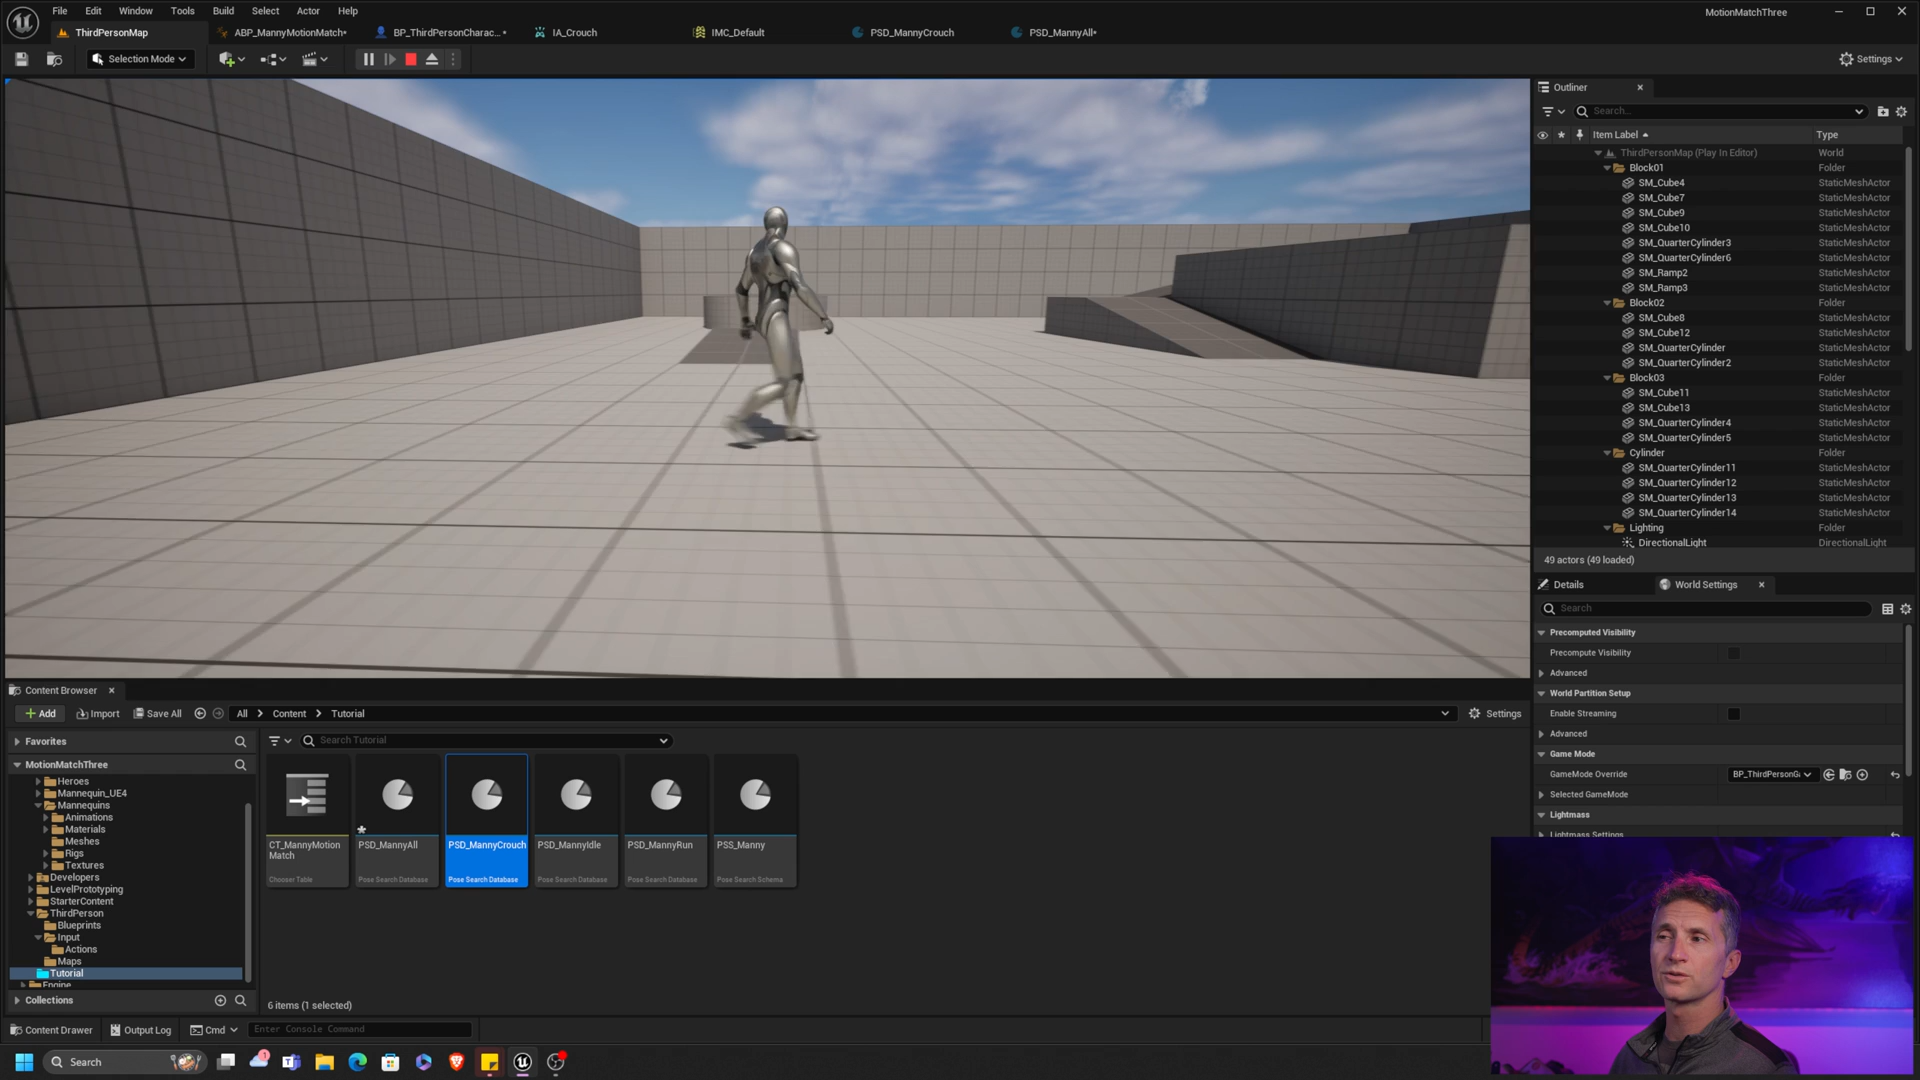 File Edit Window Tools Build Select Actor Help
MotionMatchThree
ThirdPersonMap
ABP_MannyMotionMatch*
BP_ThirdPersonCharac... *
IA_Crouch
IMC_Default
PSD_MannyCrouch
PSD_MannyAll*
Selection Mode
Settings
Outliner
Search...
Item Label
Type
ThirdPersonMap (Play In Editor) World
Block01 Folder
SM_Cube4 StaticMeshActor
SM_Cube7 StaticMeshActor
SM_Cube9 StaticMeshActor
SM_Cube10 StaticMeshActor
SM_QuarterCylinder3 StaticMeshActor
SM_QuarterCylinder6 StaticMeshActor
SM_Ramp2 StaticMeshActor
SM_Ramp3 StaticMeshActor
Block02 Folder
SM_Cube8 StaticMeshActor
SM_Cube12 StaticMeshActor
SM_QuarterCylinder StaticMeshActor
SM_QuarterCylinder2 StaticMeshActor
Block03 Folder
SM_Cube11 StaticMeshActor
SM_Cube13 StaticMeshActor
SM_QuarterCylinder4 StaticMeshActor
SM_QuarterCylinder5 StaticMeshActor
Cylinder Folder
SM_QuarterCylinder11 StaticMeshActor
SM_QuarterCylinder12 StaticMeshActor
SM_QuarterCylinder13 StaticMeshActor
SM_QuarterCylinder14 StaticMeshActor
Lighting Folder
DirectionalLight DirectionalLight
49 actors (49 loaded)
Details
World Settings
Search
Precomputed Visibility
Precompute Visibility
Advanced
World Partition Setup
Enable Streaming
Advanced
Game Mode
GameMode Override BP_ThirdPersonG
Selected GameMode
Lightmass
Lightmass Settings
Content Browser
Add
Import
Save All
All
Content
Tutorial
Settings
Favorites
MotionMatchThree
Heroes
Mannequin_UE4
Mannequins
Animations
Materials
Meshes
Rigs
Textures
Developers
LevelPrototyping
StarterContent
ThirdPerson
Blueprints
Input
Actions
Maps
Tutorial
Engine
Collections
Search Tutorial
CT_MannyMotion
Match
Chooser Table
PSD_MannyAll
Pose Search Database
PSD_MannyCrouch
Pose Search Database
PSD_MannyIdle
Pose Search Database
PSD_MannyRun
Pose Search Database
PSS_Manny
Pose Search Schema
6 items (1 selected)
Content Drawer
Output Log
Cmd
Enter Console Command
Search